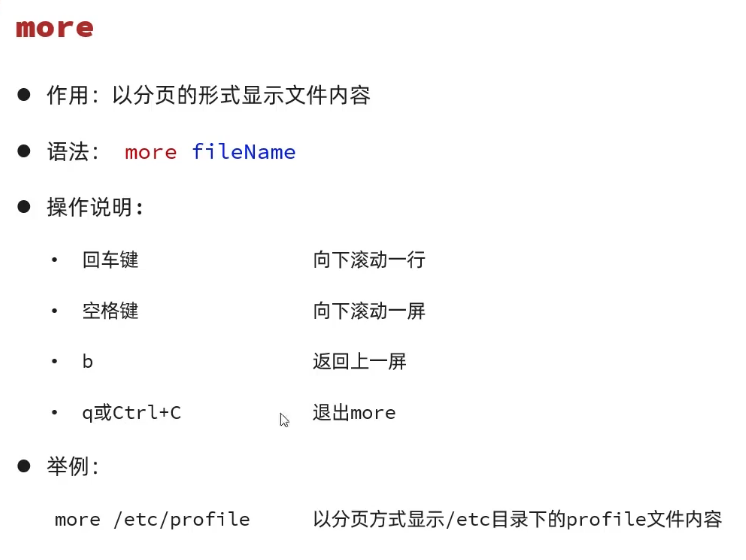 more
● 作用：以分页的形式显示文件内容
● 语法： more fileName
● 操作说明:
• 回车键 向下滚动一行
• 空格键 向下滚动一屏
• b 返回上一屏
• q或Ctrl+C 退出more
● 举例:
more /etc/profile 以分页方式显示/etc目录下的profile文件内容